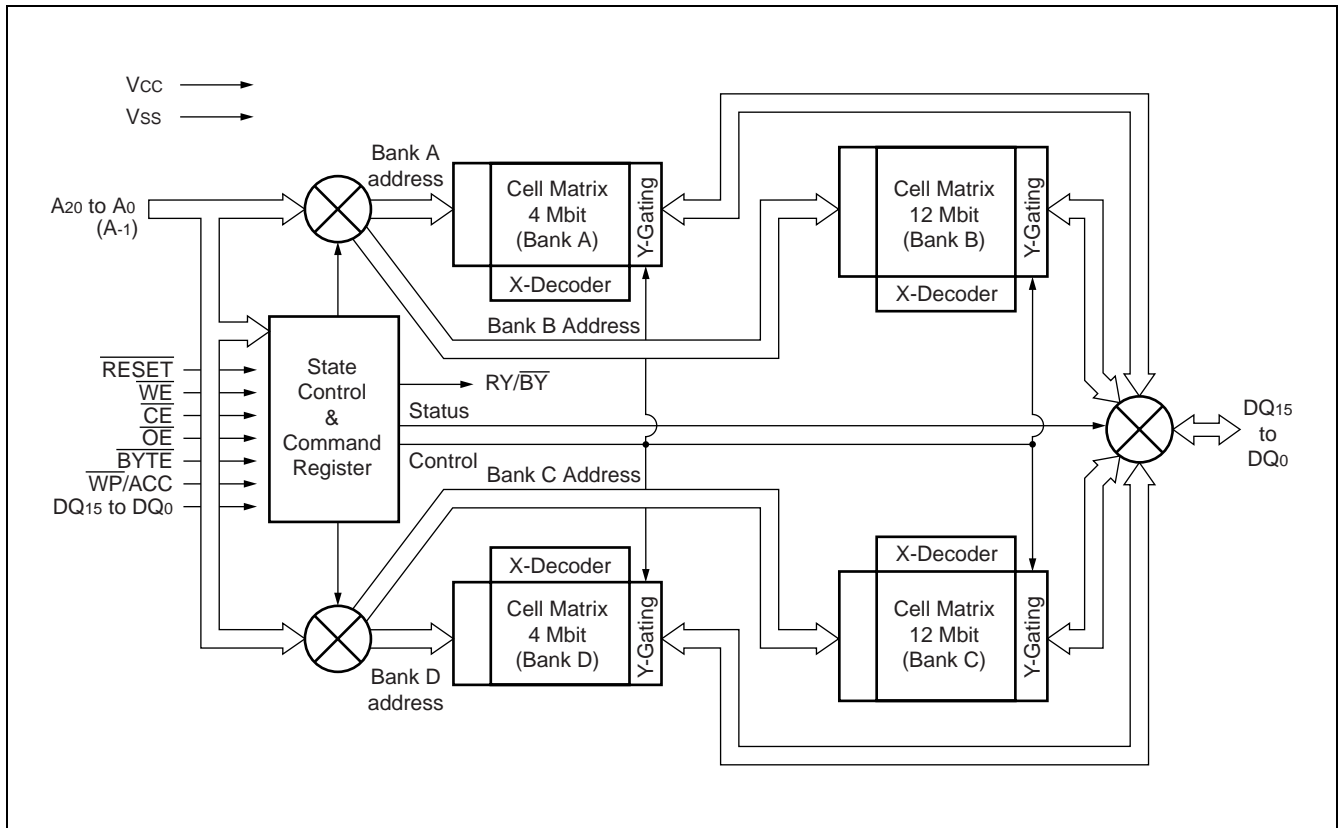 VCC
VSS
A20 to A0
(A-1)
Bank A
address
Cell Matrix
4 Mbit
(Bank A)
Y-Gating
X-Decoder
Cell Matrix
12 Mbit
(Bank B)
Y-Gating
X-Decoder
Bank B Address
RESET
WE
CE
OE
BYTE
WP/ACC
DQ15 to DQ0
State
Control
&
Command
Register
RY/BY
Status
Control
DQ15
to
DQ0
Bank C Address
X-Decoder
Cell Matrix
4 Mbit
(Bank D)
Y-Gating
X-Decoder
Cell Matrix
12 Mbit
(Bank C)
Y-Gating
Bank D
address